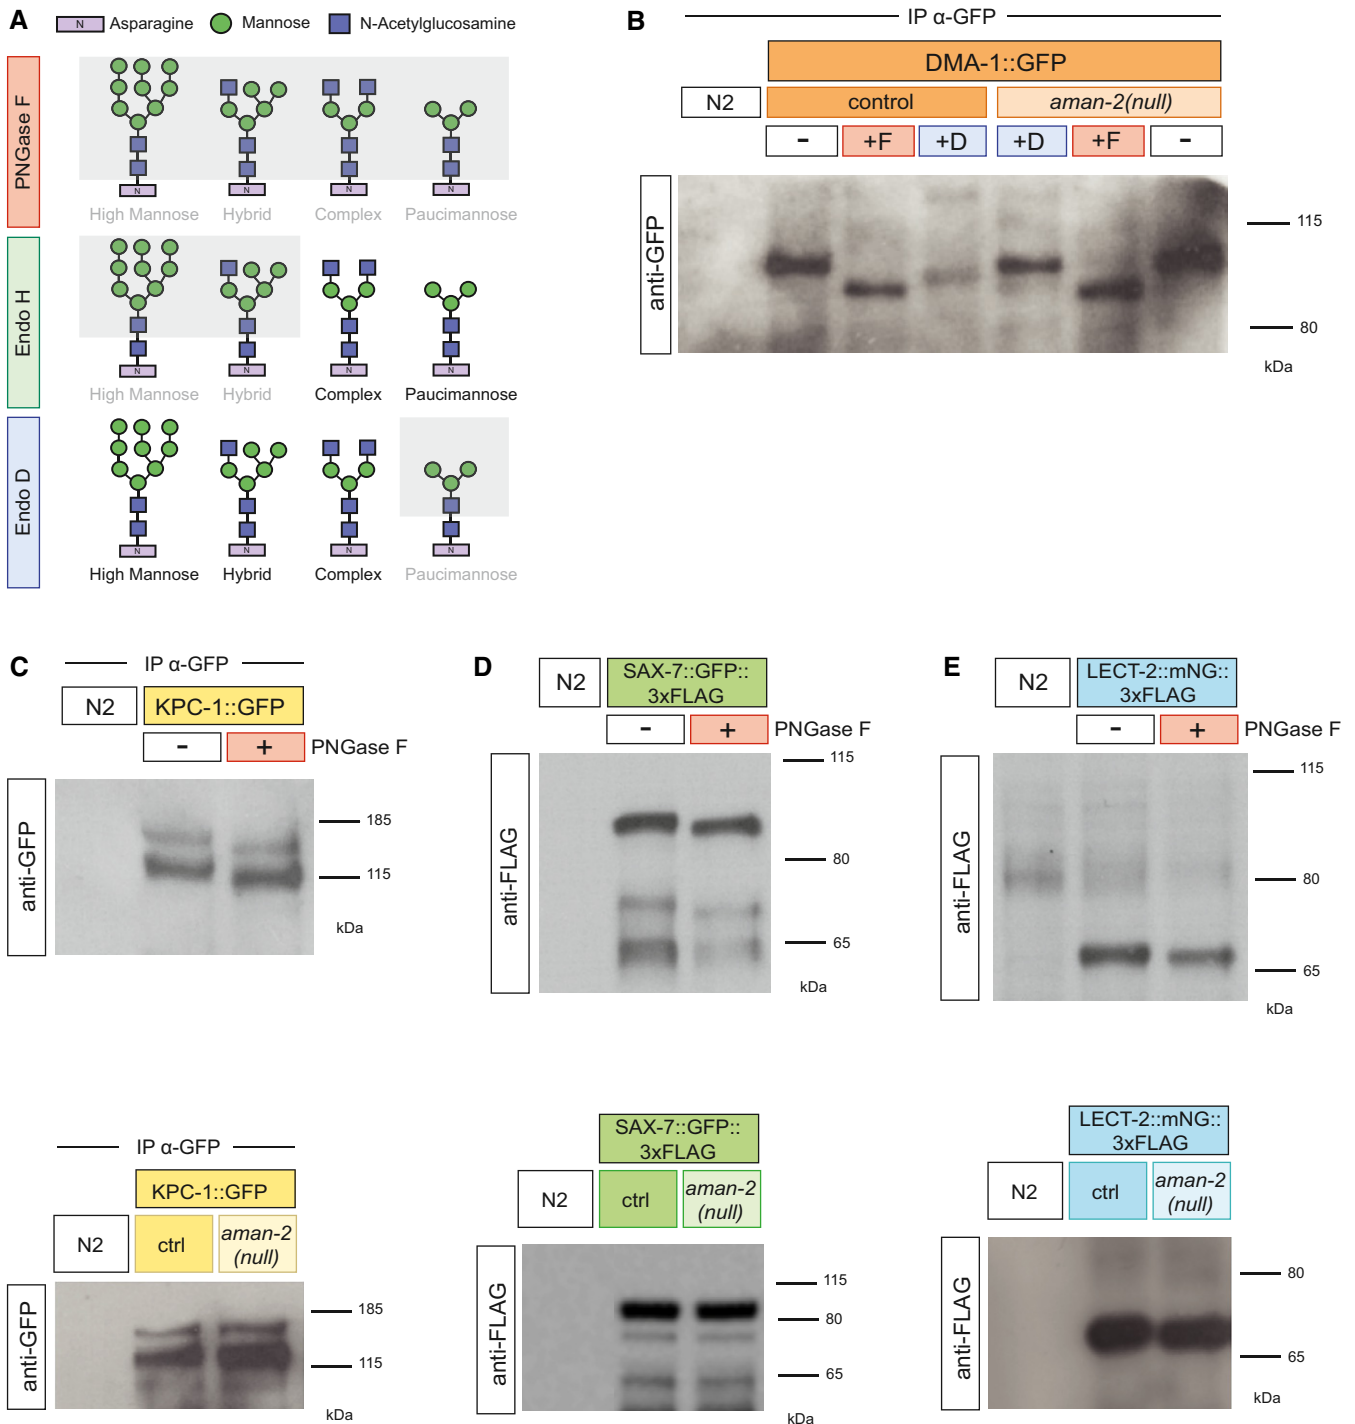 A
N Asparagine Mannose N-Acetylglucosamine
PNGase F
N N N N
High Mannose Hybrid Complex Paucimannose
Endo H
N N N N
High Mannose Hybrid Complex Paucimannose
Endo D
N N N N
High Mannose Hybrid Complex Paucimannose
B
IP α-GFP
DMA-1::GFP
N2 control aman-2(null)
- +F +D +D +F -
anti-GFP
115
80
kDa
C
IP α-GFP
N2 KPC-1::GFP
- + PNGase F
anti-GFP
185
115
kDa
IP α-GFP
KPC-1::GFP
N2 ctrl aman-2
(null)
anti-GFP
185
115
kDa
D
N2 SAX-7::GFP::
3xFLAG
- + PNGase F
anti-FLAG
115
80
65
kDa
SAX-7::GFP::
3xFLAG
N2 ctrl aman-2
(null)
anti-FLAG
115
80
65
kDa
E
N2 LECT-2::mNG::
3xFLAG
- + PNGase F
anti-FLAG
115
80
65
kDa
LECT-2::mNG::
3xFLAG
N2 ctrl aman-2
(null)
anti-FLAG
80
65
kDa